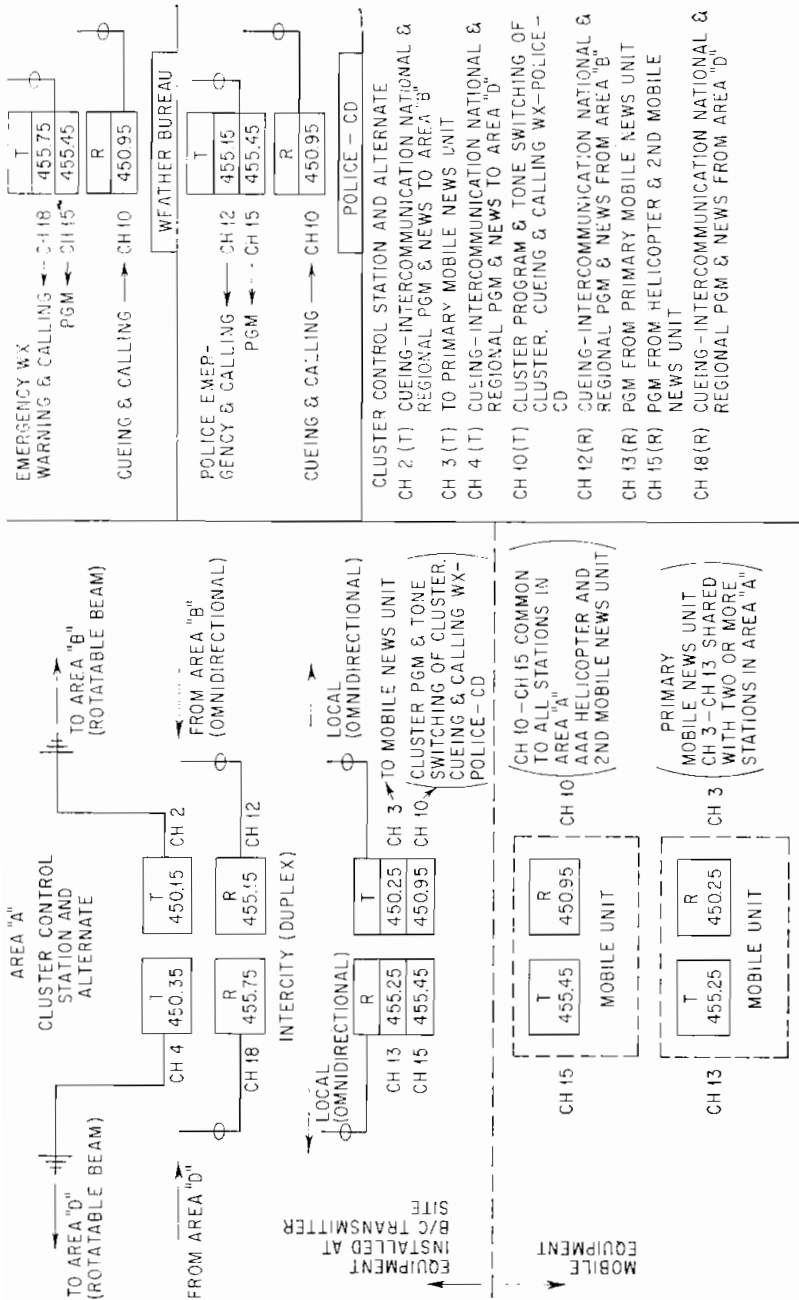 AREA "A"
CLUSTER CONTROL
STATION AND
ALTERNATE
TO AREA "D"
(ROTATABLE BEAM)
TO AREA "B"
(ROTATABLE BEAM)
CH 4
T
450.35
T
450.15
CH 2
FROM AREA "D"
FROM AREA "B"
(OMNIDIRECTIONAL)
CH 18
R
455.75
R
455.15
CH 12
INTERCITY (DUPLEX)
LOCAL
(OMNIDIRECTIONAL)
LOCAL
(OMNIDIRECTIONAL)
R
CH 13 455.25
CH 15 455.45
T
450.25 CH 3 TO MOBILE NEWS UNIT
450.95 CH 10
(CLUSTER PGM & TONE
SWITCHING OF CLUSTER.
CUEING & CALLING WX-
POLICE-CD)
EQUIPMENT
INSTALLED AT
B/C TRANSMITTER
SITE
MOBILE
EQUIPMENT
CH 15
T
455.45
R
450.95
CH 10
MOBILE UNIT
(CH 10-CH 15 COMMON
TO ALL STATIONS IN
AREA "A"
AAA HELICOPTER AND
2ND MOBILE NEWS UNIT)
CH 13
T
455.25
R
450.25
CH 3
MOBILE UNIT
(PRIMARY
MOBILE NEWS UNIT
CH 3-CH 13 SHARED
WITH TWO OR MORE
STATIONS IN AREA "A")
EMERGENCY WX
WARNING & CALLING CH 18
PGM CH 15
T
455.75
455.45
CUEING & CALLING CH 10
R
450.95
WEATHER BUREAU
POLICE EMER-
GENCY & CALLING CH 12
PGM CH 15
T
455.15
455.45
CUEING & CALLING CH 10
R
450.95
POLICE-CD
CLUSTER CONTROL STATION AND ALTERNATE
CH 2 (T) CUEING-INTERCOMMUNICATION NATIONAL &
REGIONAL PGM & NEWS TO AREA "B"
CH 3 (T) TO PRIMARY MOBILE NEWS UNIT
CH 4 (T) CUEING-INTERCOMMUNICATION NATIONAL &
REGIONAL PGM & NEWS TO AREA "D"
CH 10 (T) CLUSTER PROGRAM & TONE SWITCHING OF
CLUSTER. CUEING & CALLING WX-POLICE-
CD
CH 12 (R) CUEING-INTERCOMMUNICATION NATIONAL &
REGIONAL PGM & NEWS FROM AREA "B"
CH 13 (R) PGM FROM PRIMARY MOBILE NEWS UNIT
CH 15 (R) PGM FROM HELICOPTER & 2ND MOBILE
NEWS UNIT
CH 18 (R) CUEING-INTERCOMMUNICATION NATIONAL &
REGIONAL PGM & NEWS FROM AREA "D"